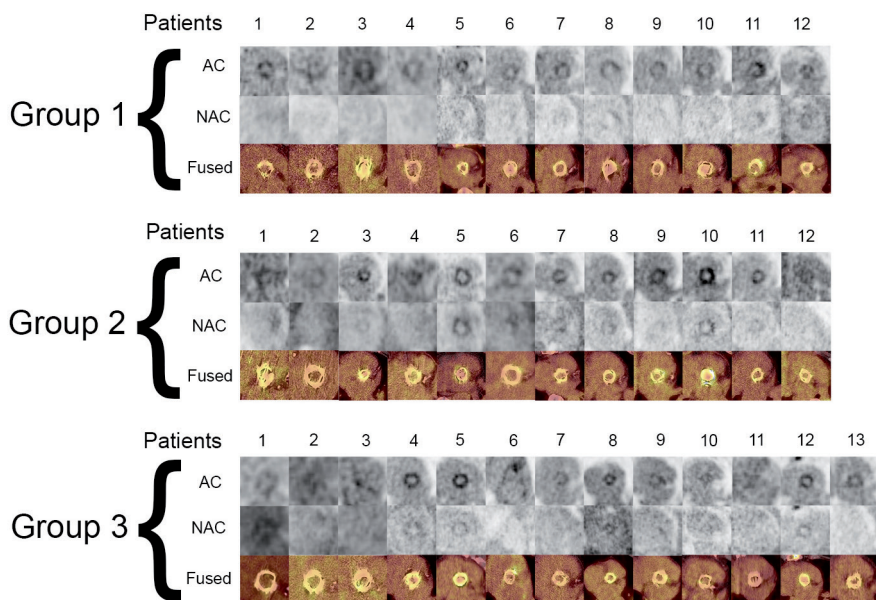 Patients 1 2 3 4 5 6 7 8 9 10 11 12
AC
Group 1
NAC
Fused
Patients 1 2 3 4 5 6 7 8 9 10 11 12
AC
Group 2
NAC
Fused
Patients 1 2 3 4 5 6 7 8 9 10 11 12 13
AC
Group 3
NAC
Fused